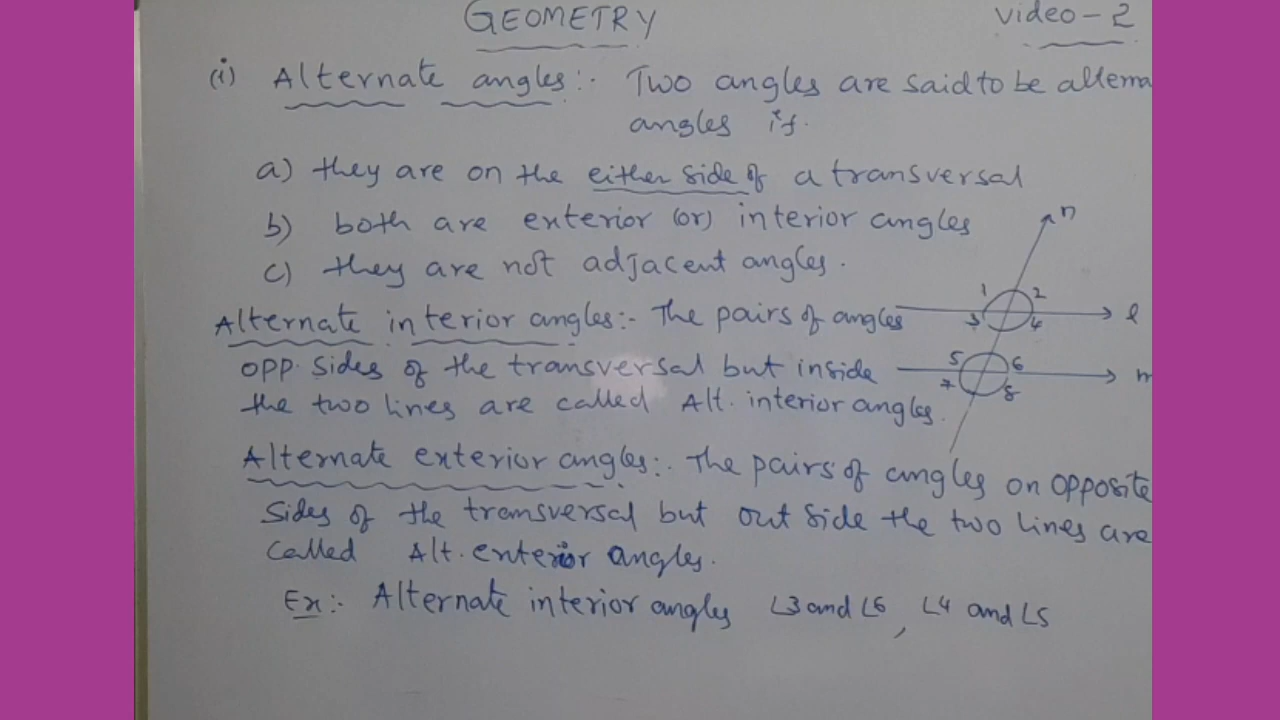 GEOMETRY video - 2
(i) Alternate angles:- Two angles are said to be alterna
angles if.
a) they are on the either side of a transversal
b) both are exterior (or) interior angles
c) they are not adjacent angles.
n
1 2
3 4 l
Alternate interior angles:- The pairs of angles
5 6
7 8 m
opp. sides of the transversal but inside
the two lines are called Alt. interior angles.
Alternate exterior angles:- The pairs of angles on opposite
sides of the transversal but out side the two lines are
called Alt. exterior angles.
Ex:- Alternate interior angles ∠3 and ∠6, ∠4 and ∠5